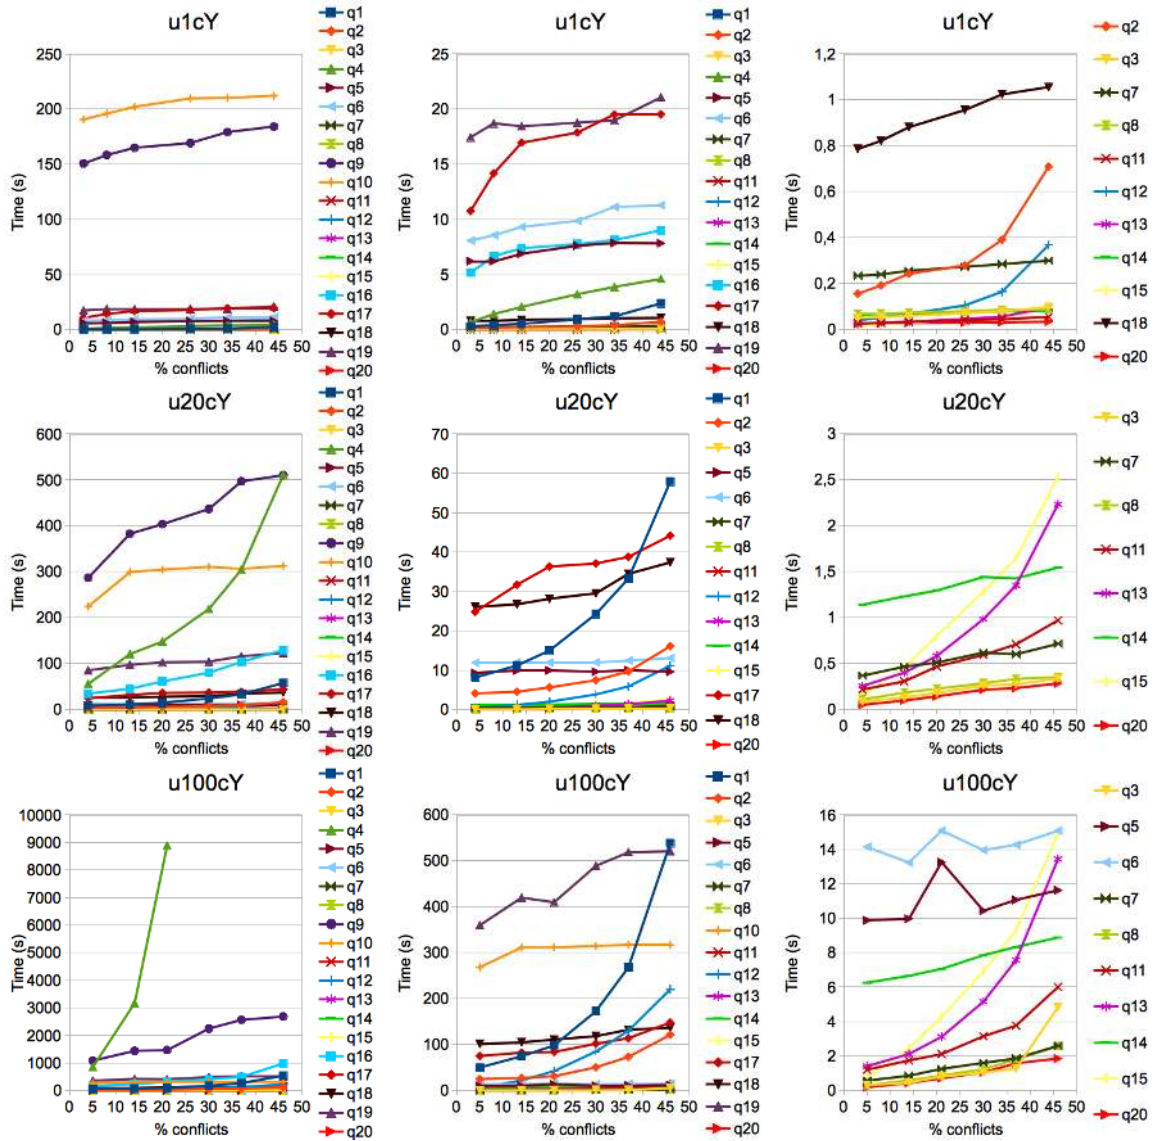 u1cY
Time (s)
250
200
150
100
50
0
0 5 10 15 20 25 30 35 40 45 50
% conflicts
q1
q2
q3
q4
q5
q6
q7
q8
q9
q10
q11
q12
q13
q14
q15
q16
q17
q18
q19
q20
u1cY
Time (s)
25
20
15
10
5
0
0 5 10 15 20 25 30 35 40 45 50
% conflicts
q1
q2
q3
q4
q5
q6
q7
q8
q11
q12
q13
q14
q15
q16
q17
q18
q19
q20
u1cY
Time (s)
1,2
1
0,8
0,6
0,4
0,2
0
0 5 10 15 20 25 30 35 40 45 50
% conflicts
q2
q3
q7
q8
q11
q12
q13
q14
q15
q18
q20
u20cY
Time (s)
600
500
400
300
200
100
0
0 5 10 15 20 25 30 35 40 45 50
% conflicts
q1
q2
q3
q4
q5
q6
q7
q8
q9
q10
q11
q12
q13
q14
q15
q16
q17
q18
q19
q20
u20cY
Time (s)
70
60
50
40
30
20
10
0
0 5 10 15 20 25 30 35 40 45 50
% conflicts
q1
q2
q3
q5
q6
q7
q8
q11
q12
q13
q14
q15
q17
q18
q20
u20cY
Time (s)
3
2,5
2
1,5
1
0,5
0
0 5 10 15 20 25 30 35 40 45 50
% conflicts
q3
q7
q8
q11
q13
q14
q15
q20
u100cY
Time (s)
10000
9000
8000
7000
6000
5000
4000
3000
2000
1000
0
0 5 10 15 20 25 30 35 40 45 50
% conflicts
q1
q2
q3
q4
q5
q6
q7
q8
q9
q10
q11
q12
q13
q14
q15
q16
q17
q18
q19
q20
u100cY
Time (s)
600
500
400
300
200
100
0
0 5 10 15 20 25 30 35 40 45 50
% conflicts
q1
q2
q3
q5
q6
q7
q8
q10
q11
q12
q13
q14
q15
q17
q18
q19
q20
u100cY
Time (s)
16
14
12
10
8
6
4
2
0
0 5 10 15 20 25 30 35 40 45 50
% conflicts
q3
q5
q6
q7
q8
q11
q13
q14
q15
q20